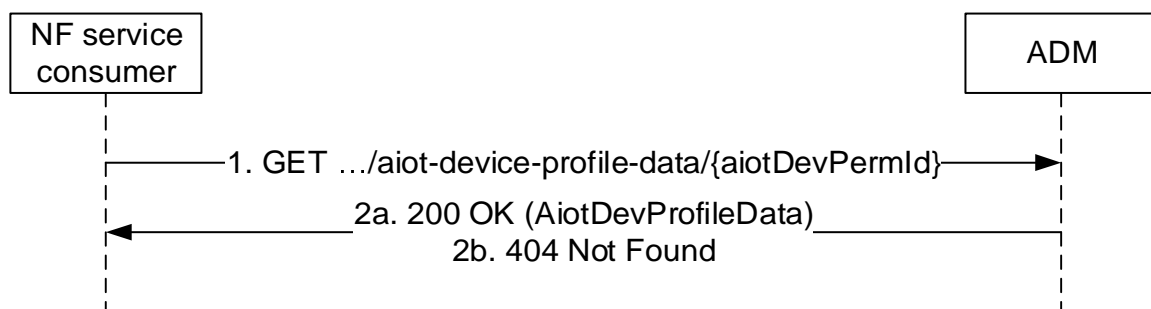 NF service
consumer
ADM
1. GET …/aiot-device-profile-data/{aiotDevPermId}
2a. 200 OK (AiotDevProfileData)
2b. 404 Not Found